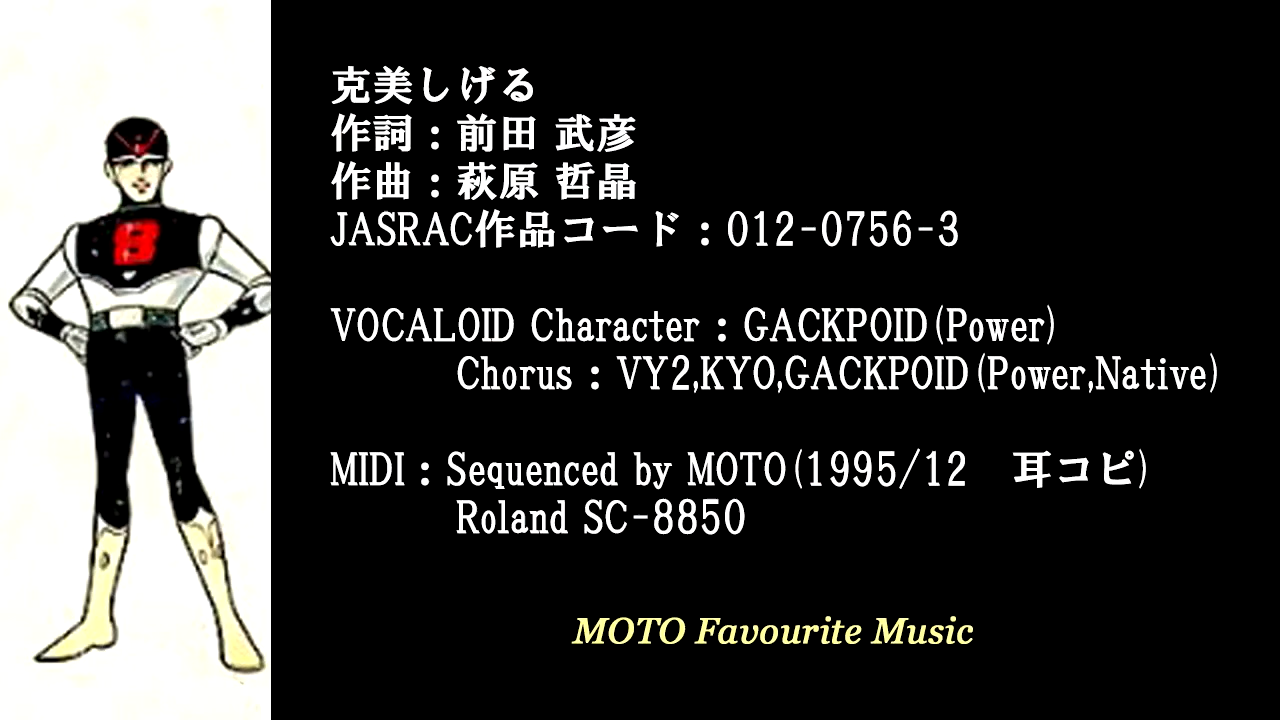 克美しげる
作詞：前田 武彦
作曲：萩原 哲晶
JASRAC作品コード：012-0756-3
VOCALOID Character：GACKPOID(Power)
Chorus：VY2,KYO,GACKPOID(Power,Native)
MIDI：Sequenced by MOTO(1995/12　耳コピ)
Roland SC-8850
MOTO Favourite Music
8